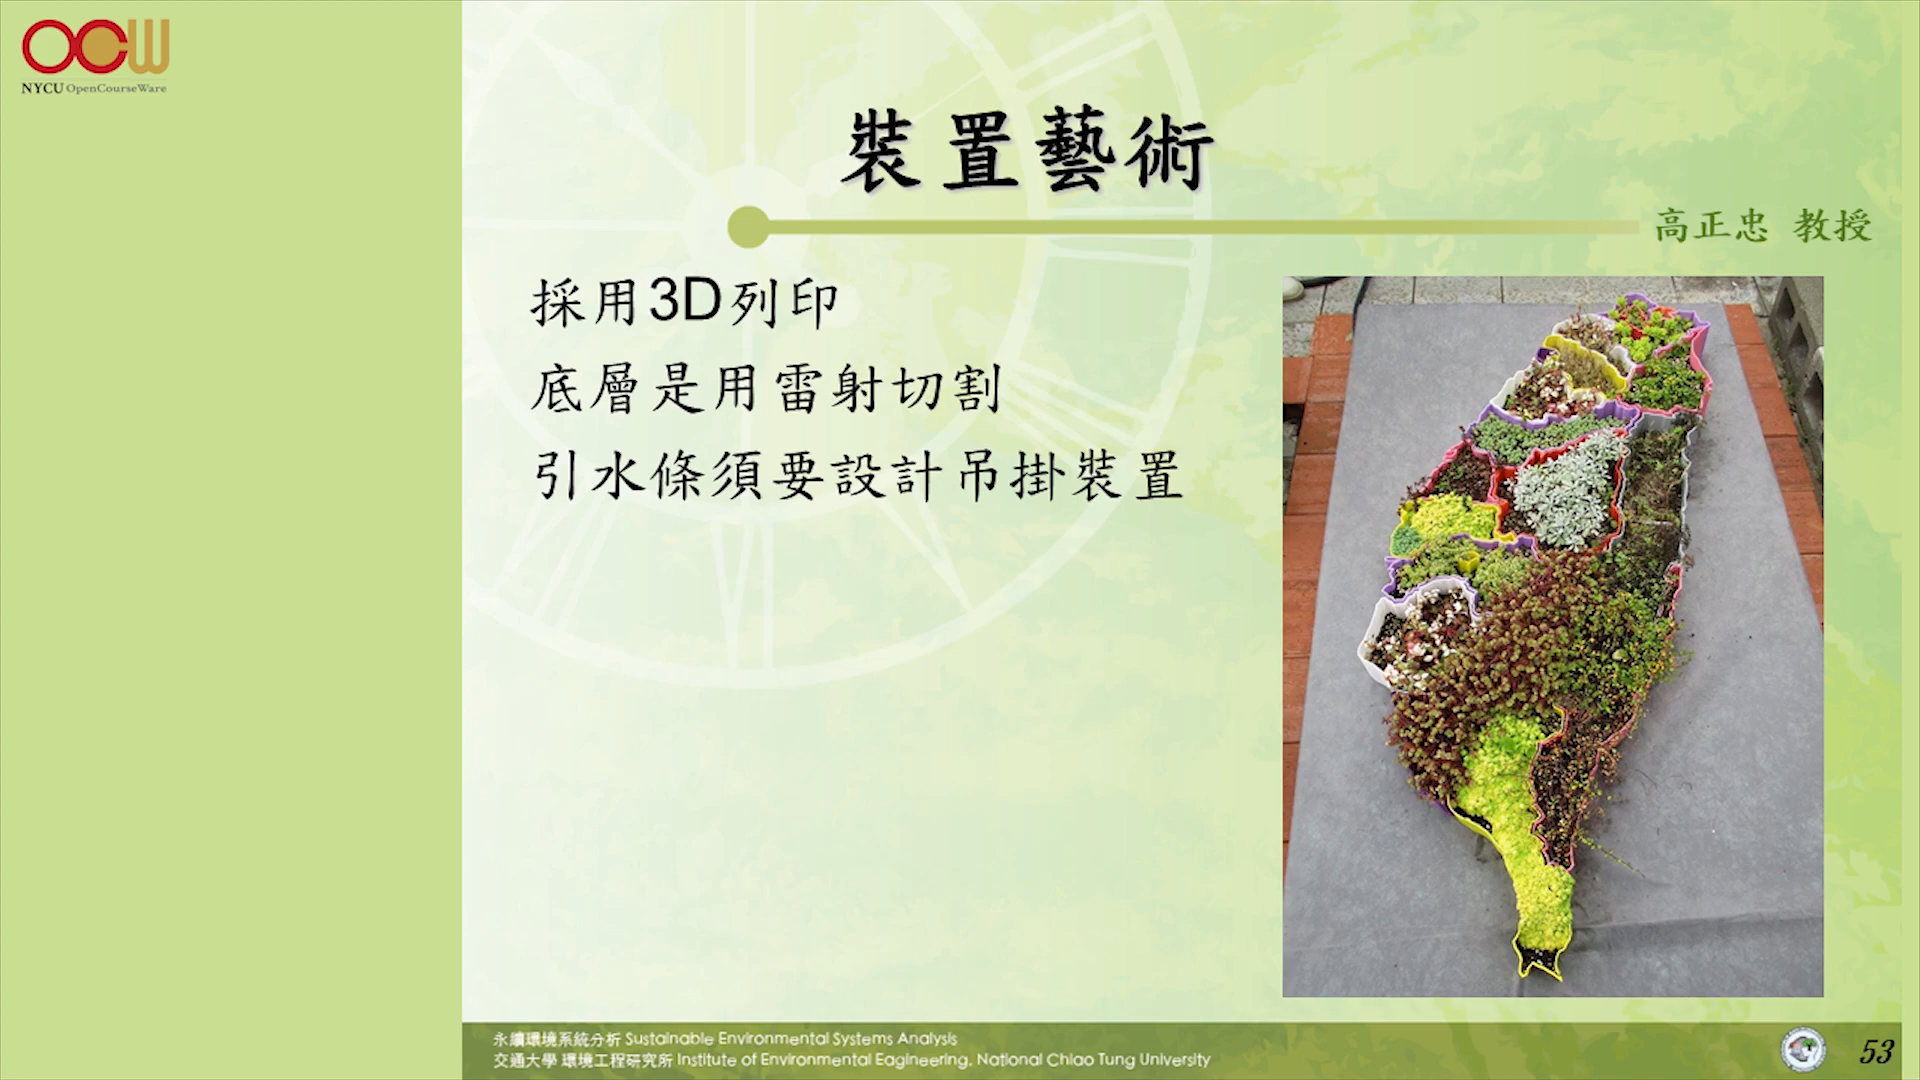 OCW
NYCU OpenCourseWare
裝置藝術
高正忠 教授
採用3D列印
底層是用雷射切割
引水條須要設計吊掛裝置
永續環境系統分析 Sustainable Environmental Systems Analysis
交通大學 環境工程研究所 Institute of Environmental Eagineering, National Chiao Tung University
53